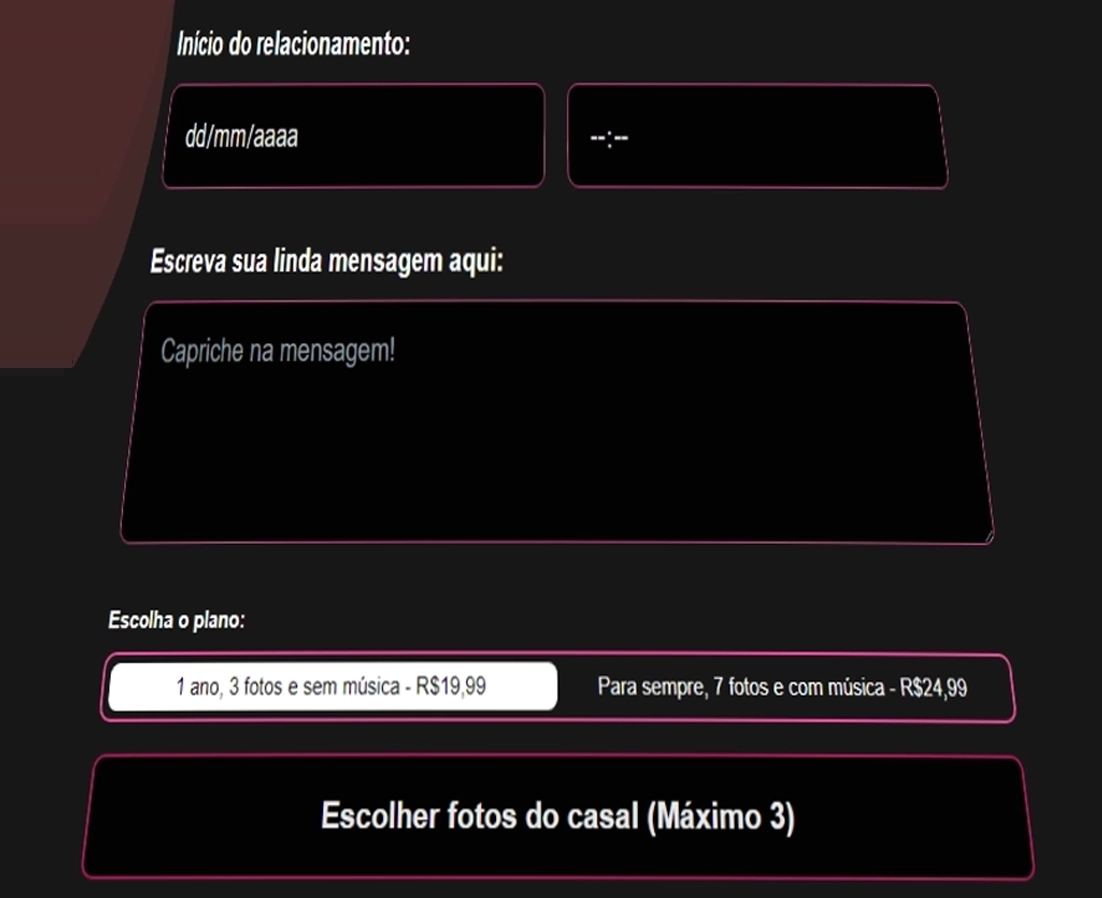 Início do relacionamento:
dd/mm/aaaa
--:--
Escreva sua linda mensagem aqui:
Capriche na mensagem!
Escolha o plano:
1 ano, 3 fotos e sem música - R$19,99
Para sempre, 7 fotos e com música - R$24,99
Escolher fotos do casal (Máximo 3)